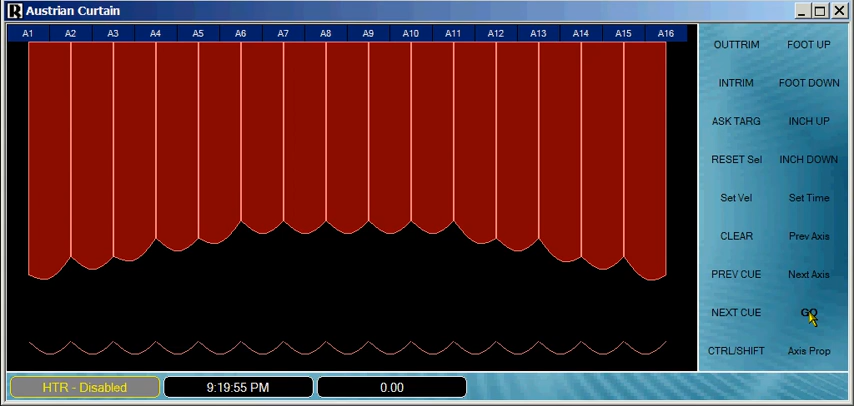 Austrian Curtain
A1 A2 A3 A4 A5 A6 A7 A8 A9 A10 A11 A12 A13 A14 A15 A16
OUTTRIM FOOT UP
INTRIM FOOT DOWN
ASK TARG INCH UP
RESET Sel INCH DOWN
Set Vel Set Time
CLEAR Prev Axis
PREV CUE Next Axis
NEXT CUE GO
CTRL/SHIFT Axis Prop
HTR - Disabled 9:19:55 PM 0.00